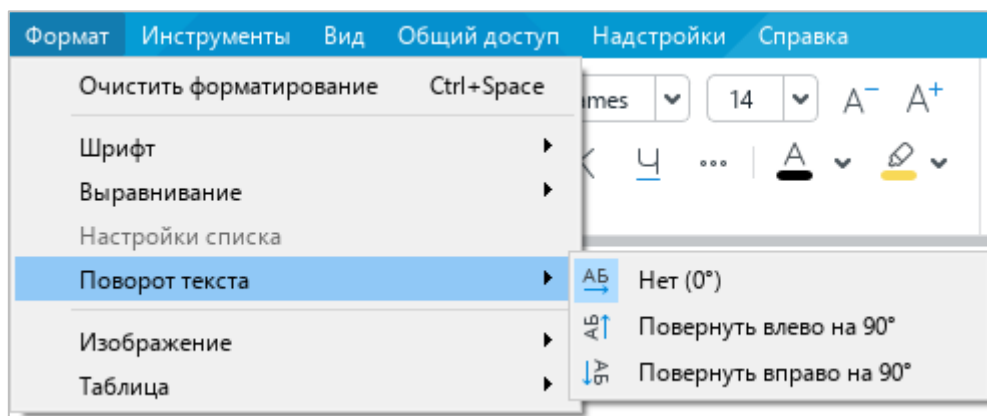 Формат Инструменты Вид Общий доступ Надстройки Справка
Очистить форматирование Ctrl+Space
14 А⁻ А⁺
Шрифт
Ч ••• А
Выравнивание
Настройки списка
Поворот текста
АБ Нет (0°)
АБ Повернуть влево на 90°
Изображение
АБ Повернуть вправо на 90°
Таблица